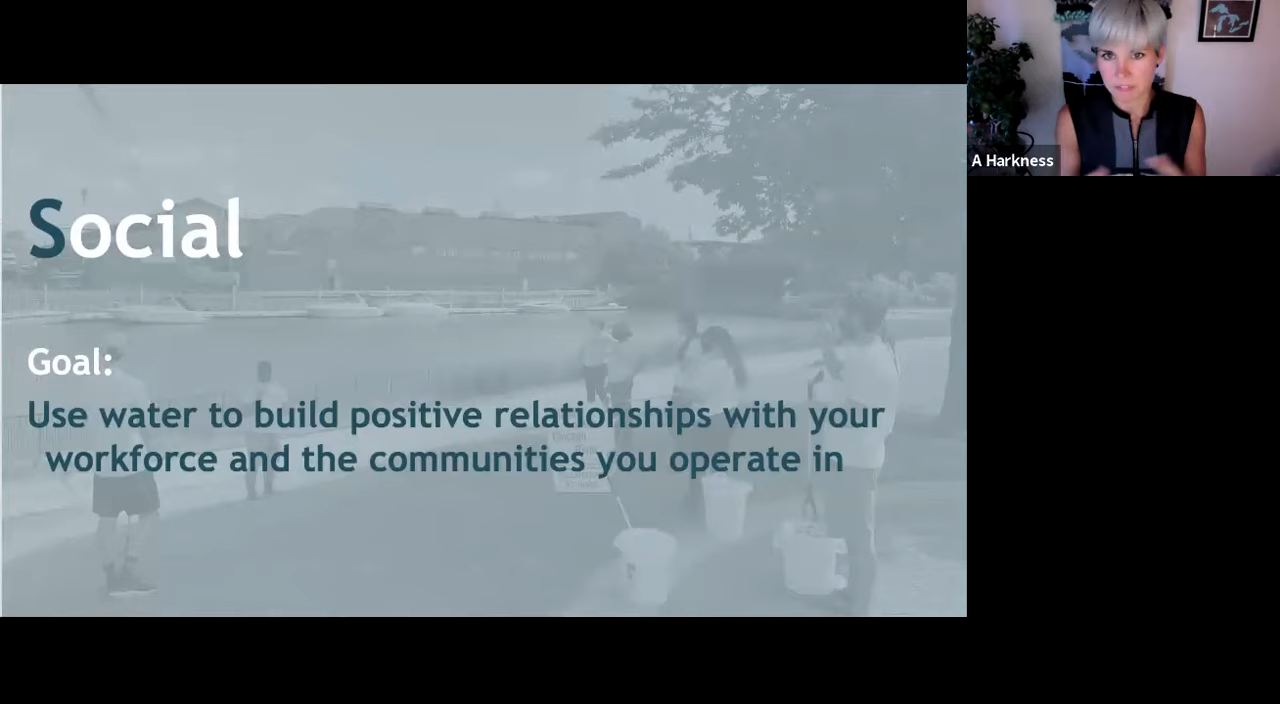 Social
Goal:
Use water to build positive relationships with your
workforce and the communities you operate in
A Harkness